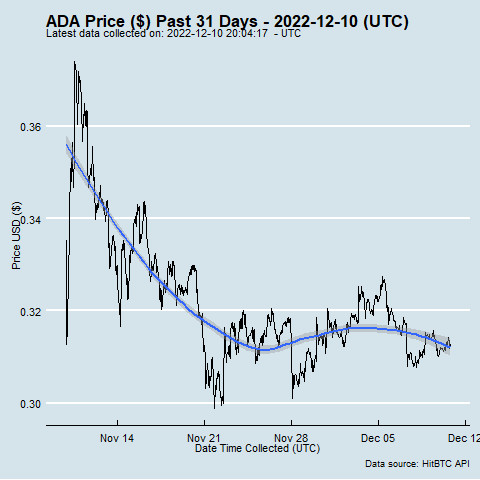 ADA Price ($) Past 31 Days - 2022-12-10 (UTC)
Latest data collected on: 2022-12-10 20:04:17 - UTC
Price USD ($)
0.36
0.34
0.32
0.30
Nov 14 Nov 21 Nov 28 Dec 05 Dec 12
Date Time Collected (UTC)
Data source: HitBTC API